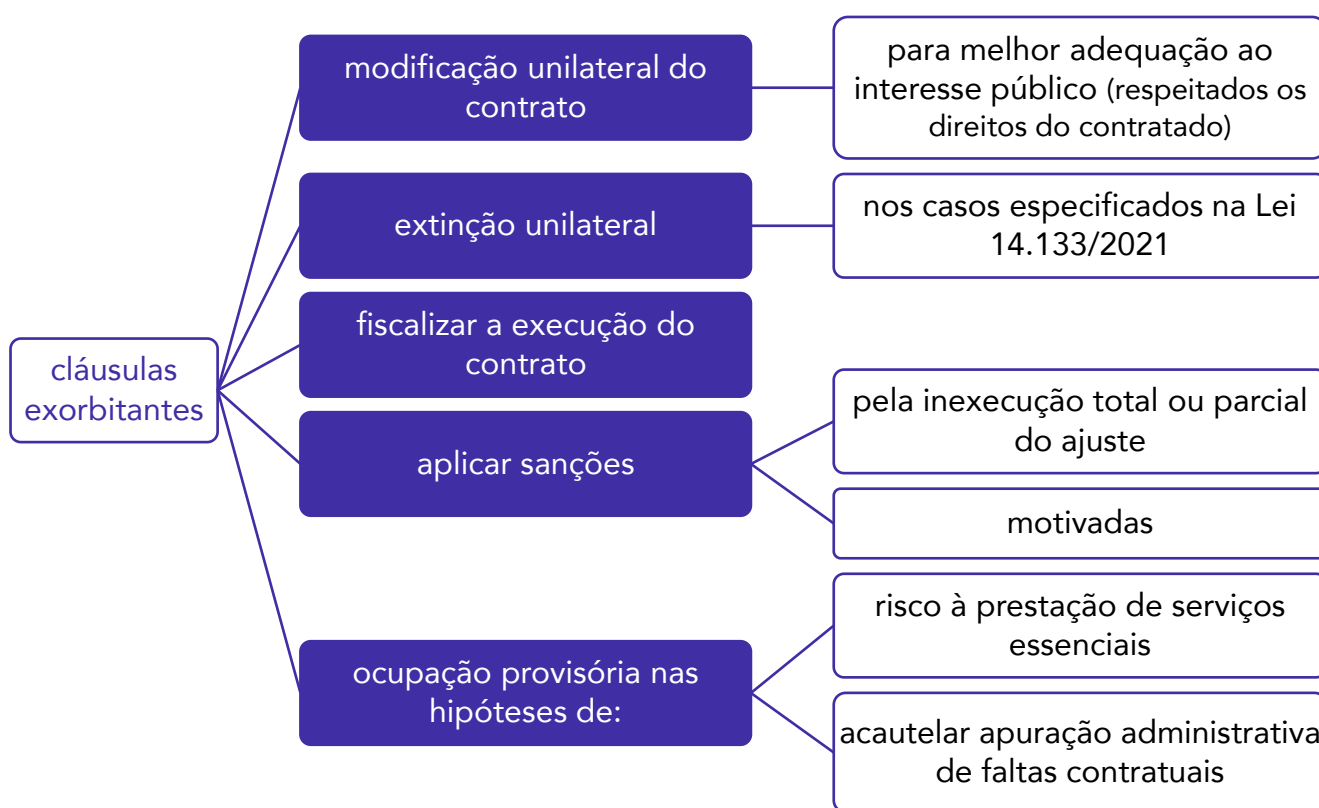 cláusulas
exorbitantes
modificação unilateral do
contrato
para melhor adequação ao
interesse público (respeitados os
direitos do contratado)
extinção unilateral
nos casos especificados na Lei
14.133/2021
fiscalizar a execução do
contrato
aplicar sanções
pela inexecução total ou parcial
do ajuste
motivadas
ocupação provisória nas
hipóteses de:
risco à prestação de serviços
essenciais
acautelar apuração administrativa
de faltas contratuais